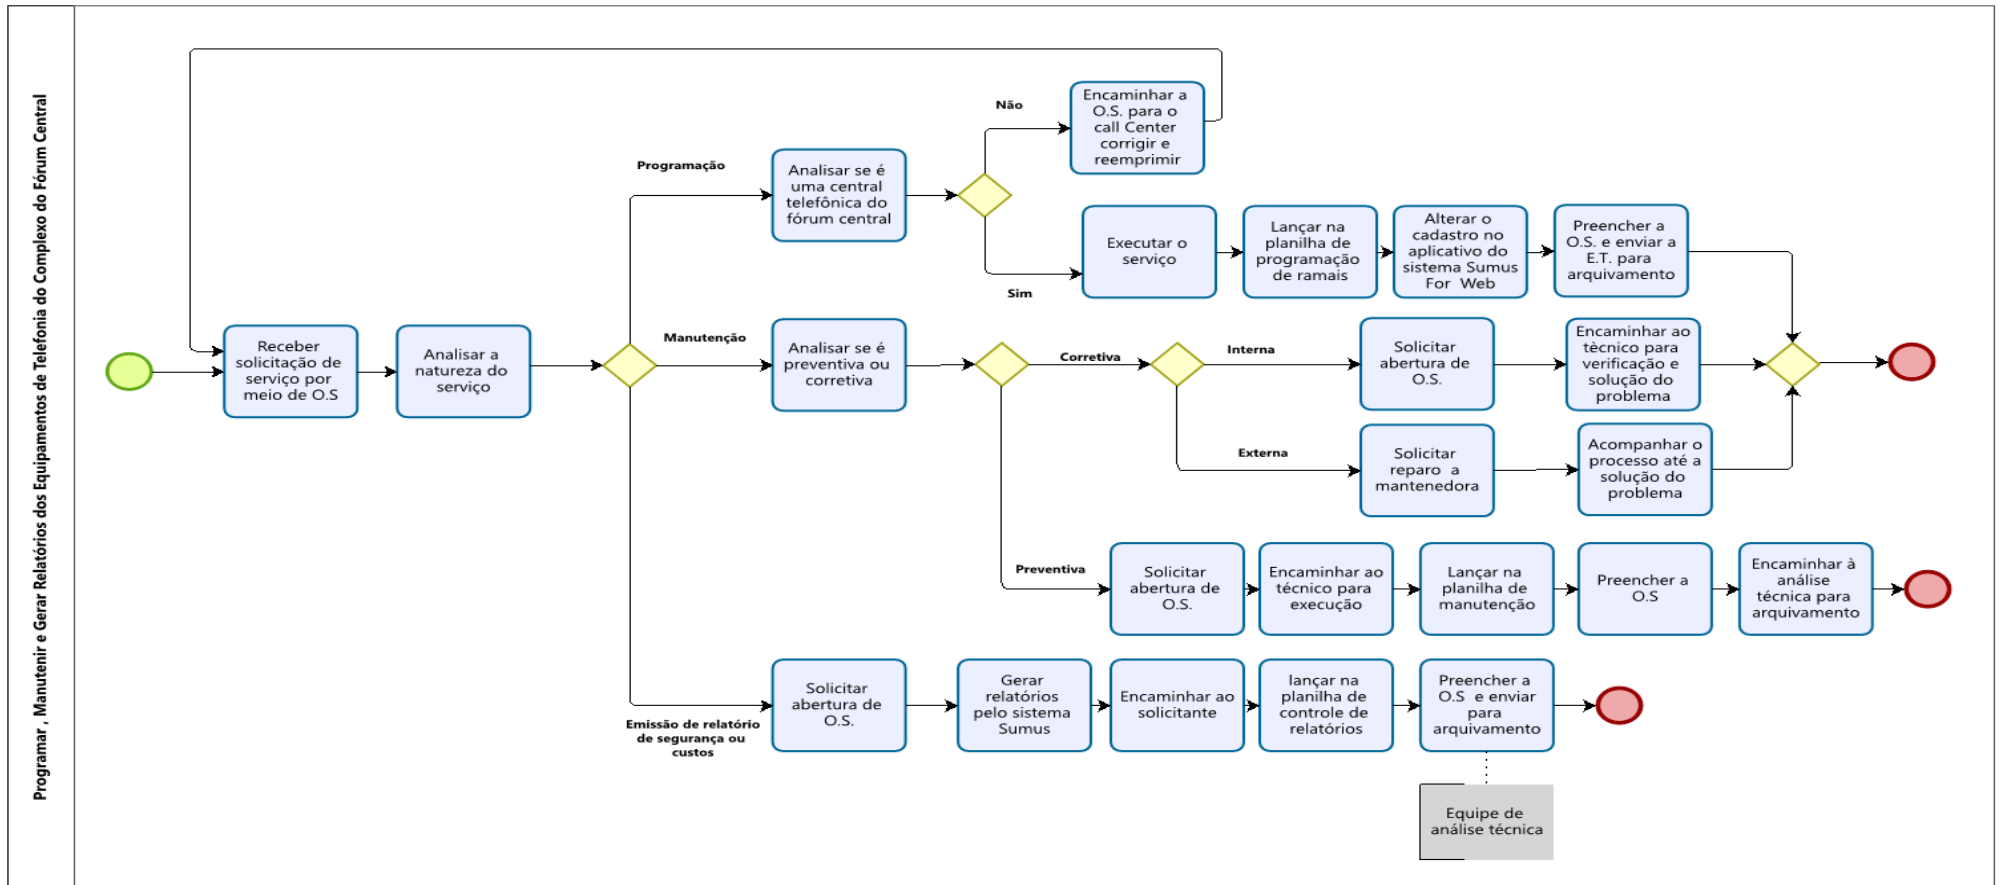 Programar , Manutenir e Gerar Relatórios dos Equipamentos de Telefonia do Complexo do Fórum Central
Receber
solicitação de
serviço por
meio de O.S
Analisar a
natureza do
serviço
Programação
Analisar se é
uma central
telefônica do
fórum central
Não
Encaminhar a
O.S. para o
call Center
corrigir e
reemprimir
Sim
Executar o
serviço
Lançar na
planilha de
programação
de ramais
Alterar o
cadastro no
aplicativo do
sistema Sumus
For Web
Preencher a
O.S. e enviar a
E.T. para
arquivamento
Manutenção
Analisar se é
preventiva ou
corretiva
Corretiva
Interna
Solicitar
abertura de
O.S.
Encaminhar ao
tècnico para
verificação e
solução do
problema
Externa
Solicitar
reparo a
mantenedora
Acompanhar o
processo até a
solução do
problema
Preventiva
Solicitar
abertura de
O.S.
Encaminhar ao
técnico para
execução
Lançar na
planilha de
manutenção
Preencher a
O.S
Encaminhar à
análise
técnica para
arquivamento
Emissão de relatório
de segurança ou
custos
Solicitar
abertura de
O.S.
Gerar
relatórios
pelo sistema
Sumus
Encaminhar ao
solicitante
lançar na
planilha de
controle de
relatórios
Preencher a
O.S e enviar
para
arquivamento
Equipe de
análise técnica